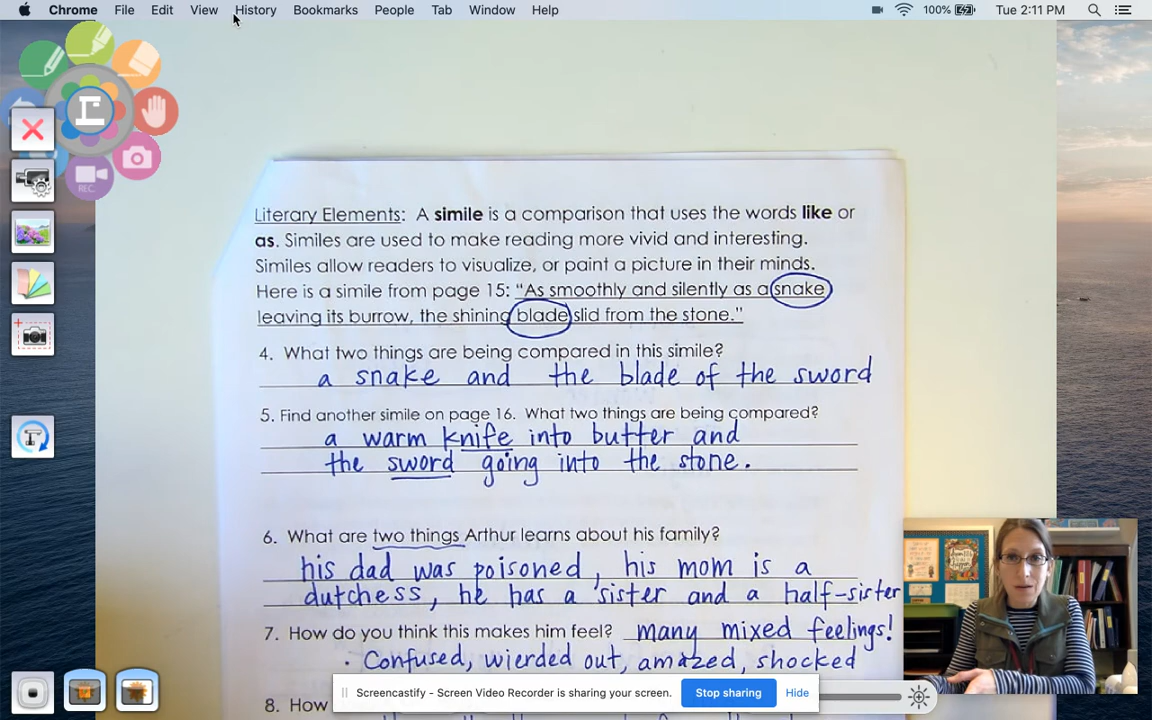 Chrome File Edit View History Bookmarks People Tab Window Help 100% Tue 2:11 PM
REC
Literary Elements: A simile is a comparison that uses the words like or
as. Similes are used to make reading more vivid and interesting.
Similes allow readers to visualize, or paint a picture in their minds.
Here is a simile from page 15: "As smoothly and silently as a snake
leaving its burrow, the shining blade slid from the stone."
4. What two things are being compared in this simile?
a snake and the blade of the sword
5. Find another simile on page 16. What two things are being compared?
a warm knife into butter and
the sword going into the stone.
6. What are two things Arthur learns about his family?
his dad was poisoned, his mom is a
dutchess, he has a sister and a half-sister
7. How do you think this makes him feel? many mixed feelings!
· Confused, wierded out, amazed, shocked
Screencastify - Screen Video Recorder is sharing your screen. Stop sharing Hide
8. How